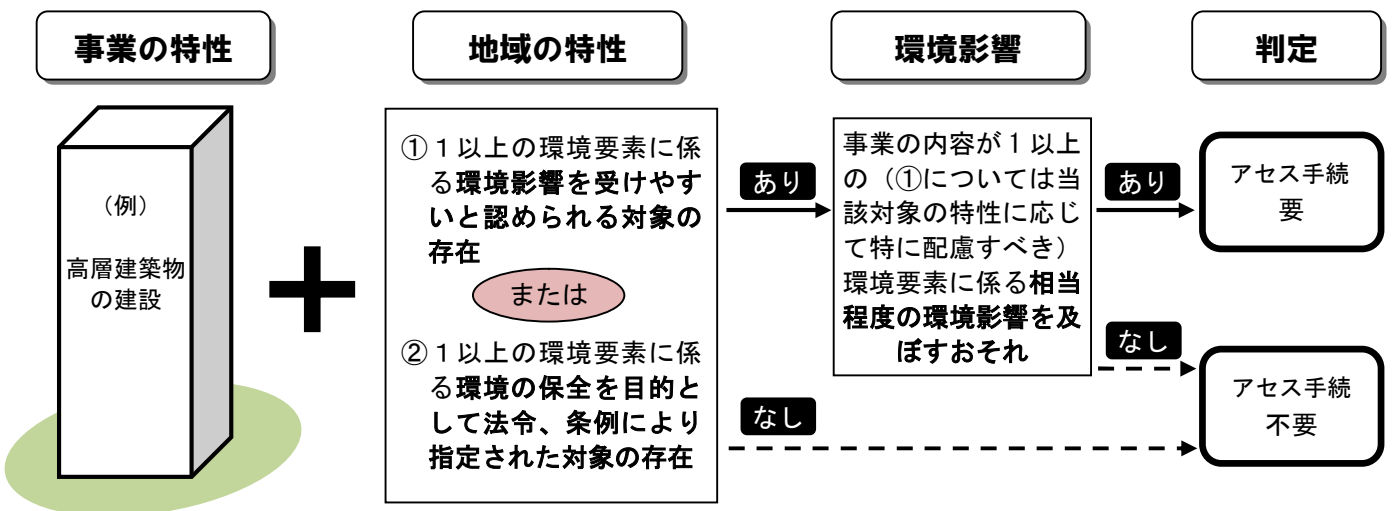 事業の特性
地域の特性
環境影響
判定
（例）
高層建築物
の建設
①１以上の環境要素に係
る環境影響を受けやす
いと認められる対象の
存在
または
②１以上の環境要素に係
る環境の保全を目的と
して法令、条例により
指定された対象の存在
あり
なし
事業の内容が１以上
の（①については当
該対象の特性に応じ
て特に配慮すべき）
環境要素に係る相当
程度の環境影響を及
ぼすおそれ
あり
なし
アセス手続
要
アセス手続
不要